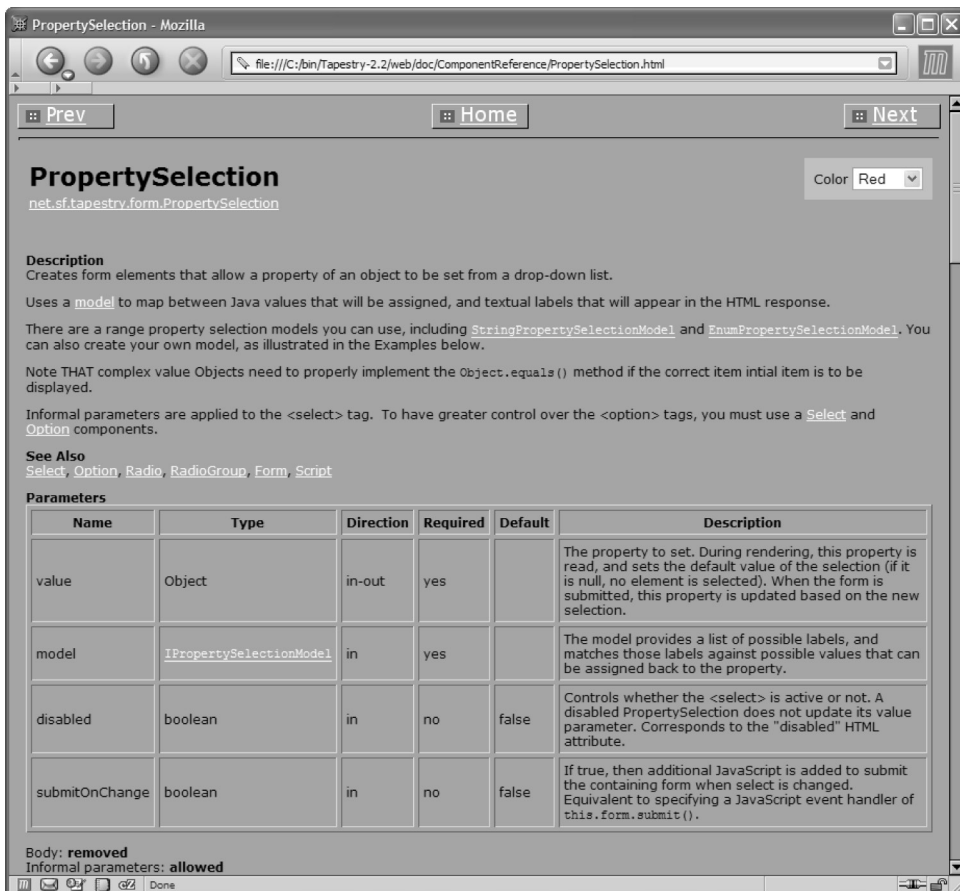 PropertySelection - Mozilla
file:///C:/bin/Tapestry-2.2/web/doc/ComponentReference/PropertySelection.html
Prev Home Next
PropertySelection
Color Red
net.sf.tapestry.form.PropertySelection
Description
Creates form elements that allow a property of an object to be set from a drop-down list.
Uses a model to map between Java values that will be assigned, and textual labels that will appear in the HTML response.
There are a range property selection models you can use, including StringPropertySelectionModel and EnumPropertySelectionModel. You
can also create your own model, as illustrated in the Examples below.
Note THAT complex value Objects need to properly implement the Object.equals() method if the correct item intial item is to be
displayed.
Informal parameters are applied to the <select> tag. To have greater control over the <option> tags, you must use a Select and
Option components.
See Also
Select, Option, Radio, RadioGroup, Form, Script
Parameters
Name Type Direction Required Default Description
value Object in-out yes
The property to set. During rendering, this property is
read, and sets the default value of the selection (if it
is null, no element is selected). When the form is
submitted, this property is updated based on the new
selection.
model IPropertySelectionModel in yes
The model provides a list of possible labels, and
matches those labels against possible values that can
be assigned back to the property.
disabled boolean in no false
Controls whether the <select> is active or not. A
disabled PropertySelection does not update its value
parameter. Corresponds to the "disabled" HTML
attribute.
submitOnChange boolean in no false
If true, then additional JavaScript is added to submit
the containing form when select is changed.
Equivalent to specifying a JavaScript event handler of
this.form.submit().
Body: removed
Informal parameters: allowed
Done